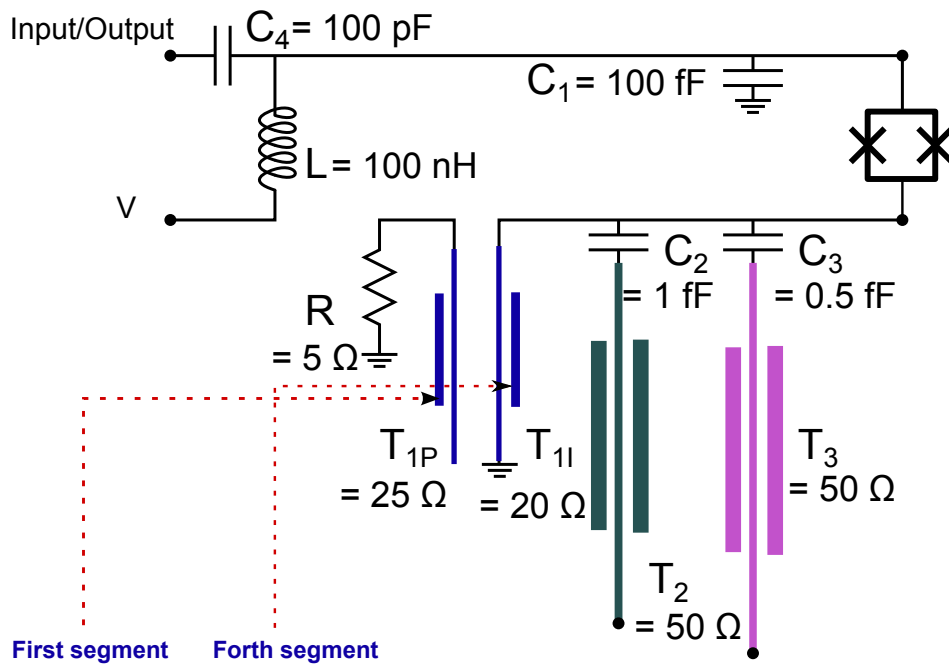 Input/Output
C₄ = 100 pF
C₁ = 100 fF
L = 100 nH
V
R
= 5 Ω
C₂
= 1 fF
C₃
= 0.5 fF
T₁P
= 25 Ω
T₁I
= 20 Ω
T₃
= 50 Ω
T₂
= 50 Ω
First segment
Forth segment